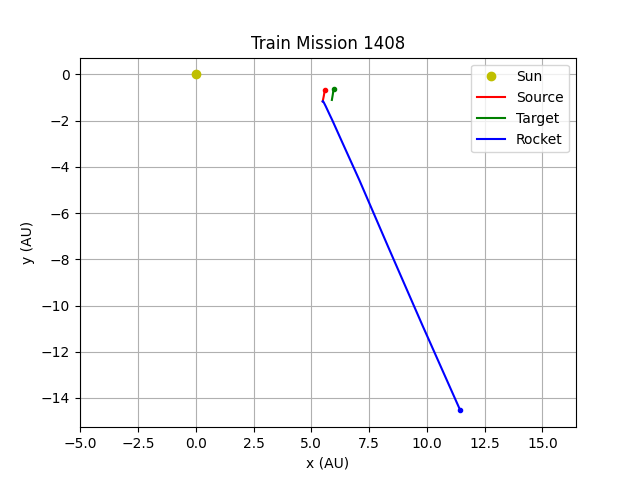 Train Mission 1408
Sun
Source
Target
Rocket
y (AU)
0
−2
−4
−6
−8
−10
−12
−14
−5.0
−2.5
0.0
2.5
5.0
7.5
10.0
12.5
15.0
x (AU)